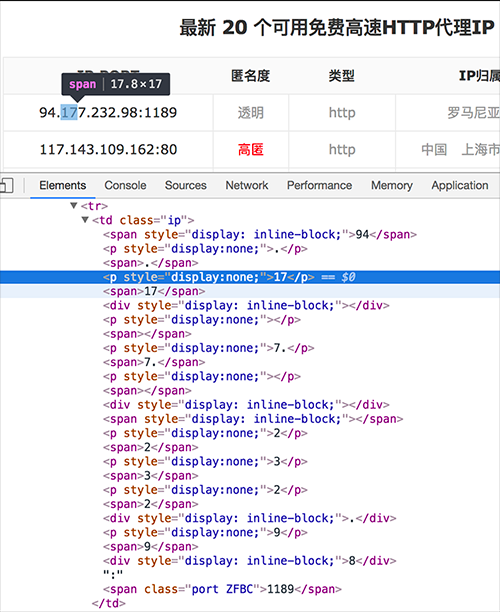 最新 20 个可用免费高速HTTP代理IP
匿名度 类型 IP归属
span 17.8×17
94.177.232.98:1189 透明 http 罗马尼亚
117.143.109.162:80 高匿 http 中国 上海市
Elements Console Sources Network Performance Memory Application
▼<tr>
▼<td class="ip">
<span style="display: inline-block;">94</span>
<p style="display:none;">.</p>
<span>.</span>
<p style="display:none;">17</p> == $0
<span>17</span>
<div style="display: inline-block;"></div>
<p style="display:none;"></p>
<span></span>
<p style="display:none;">7.</p>
<span>7.</span>
<p style="display:none;"></p>
<span></span>
<div style="display: inline-block;"></div>
<span style="display: inline-block;"></span>
<p style="display:none;">2</p>
<span>2</span>
<p style="display:none;">3</p>
<span>3</span>
<p style="display:none;">2</p>
<span>2</span>
<div style="display: inline-block;">.</div>
<p style="display:none;">9</p>
<span>9</span>
<div style="display: inline-block;">8</div>
":"
<span class="port ZFBC">1189</span>
</td>